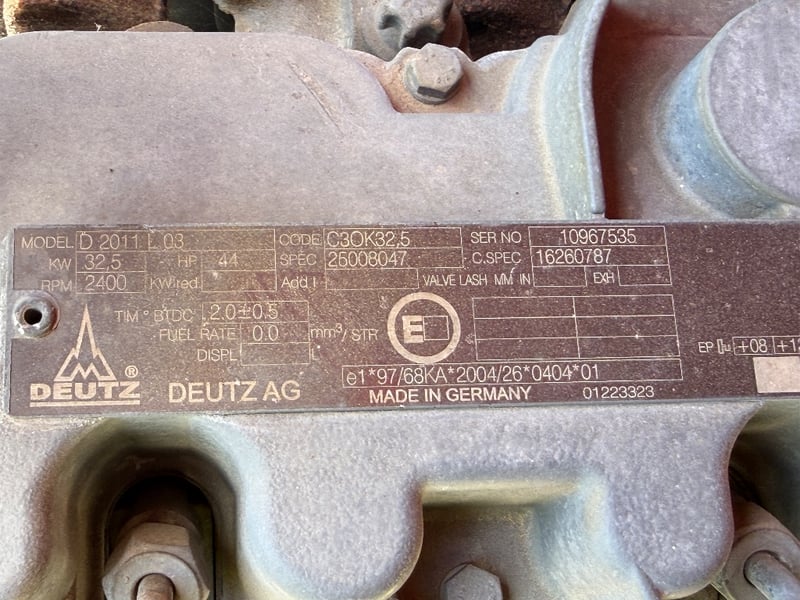 MODEL D 2011 L 03 CODE C3OK32,5 SER NO 10967535
KW 32,5 HP 44 SPEC 25008047 C.SPEC 16260787
RPM 2400 KW red. Add.l VALVE LASH MM IN EXH
TIM ° BTDC 2.0±0.5
FUEL RATE 0.0 mm³/STR
DISPL L
E
EP +08
DEUTZ ® DEUTZ AG
e1*97/68KA*2004/26*0404*01
MADE IN GERMANY 01223323